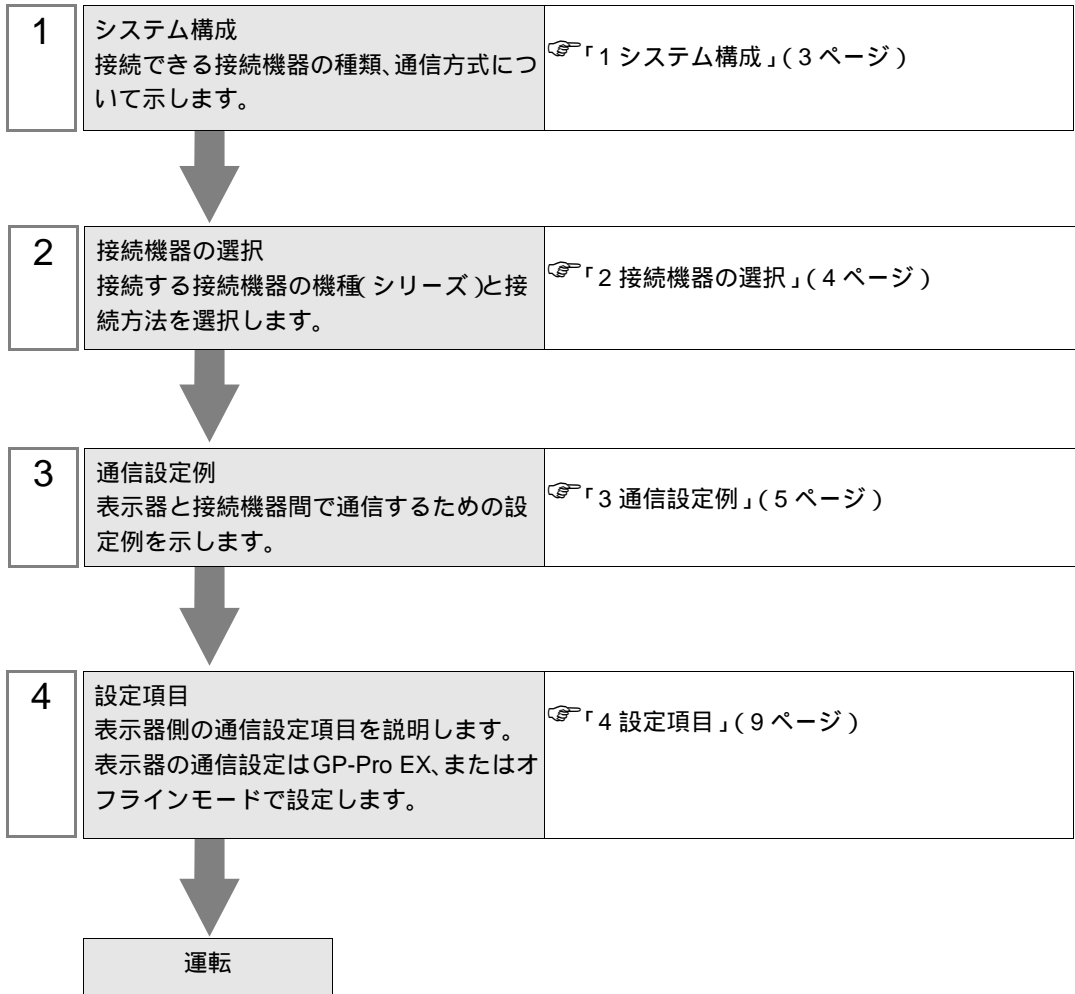 1
システム構成
接続できる接続機器の種類、通信方式につ
いて示します。
☞「1 システム構成」(3 ページ)
2
接続機器の選択
接続する接続機器の機種(シリーズ)と接
続方法を選択します。
☞「2 接続機器の選択」(4 ページ)
3
通信設定例
表示器と接続機器間で通信するための設
定例を示します。
☞「3 通信設定例」(5 ページ)
4
設定項目
表示器側の通信設定項目を説明します。
表示器の通信設定はGP-Pro EX、またはオ
フラインモードで設定します。
☞「4 設定項目」(9 ページ)
運転